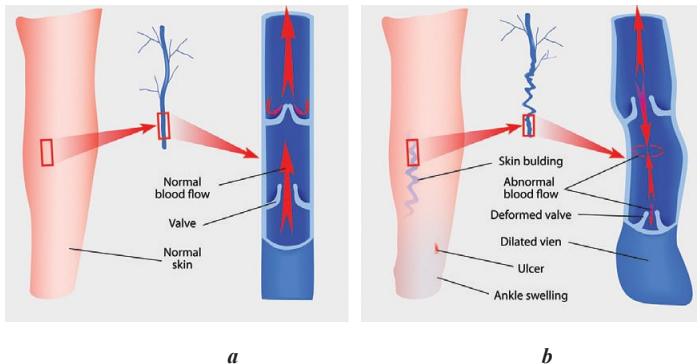 Normal
blood flow
Valve
Normal
skin
Skin bulding
Abnormal
blood flow
Deformed valve
Dilated vien
Ulcer
Ankle swelling
a
b